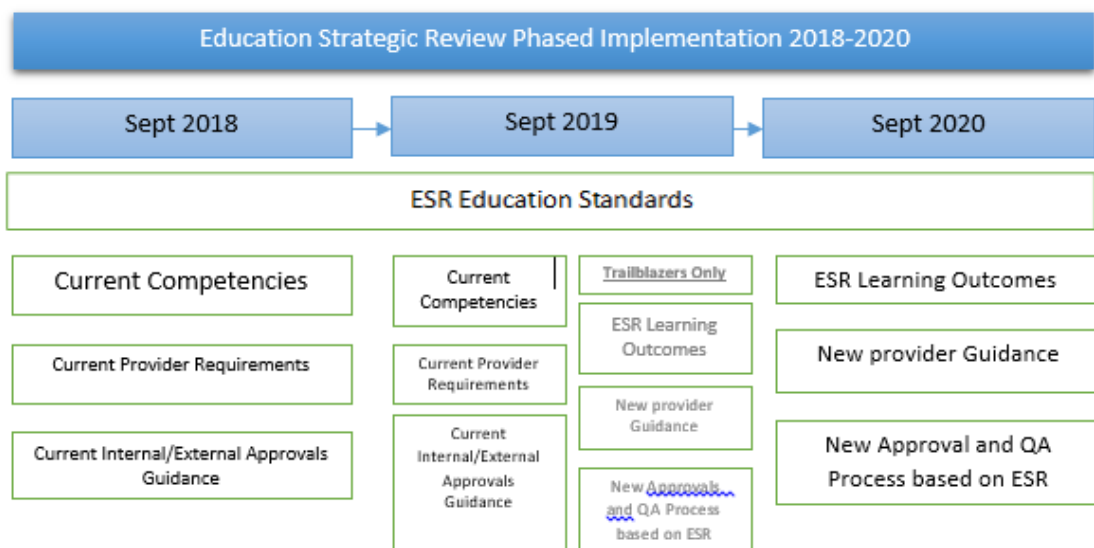 Education Strategic Review Phased Implementation 2018-2020
Sept 2018
Sept 2019
Sept 2020
ESR Education Standards
Current Competencies
Current Provider Requirements
Current Internal/External Approvals
Guidance
Current
Competencies
Current Provider
Requirements
Current
Internal/External
Approvals
Guidance
Trailblazers Only
ESR Learning
Outcomes
New provider
Guidance
New Approvals
and QA Process
based on ESR
ESR Learning Outcomes
New provider Guidance
New Approval and QA
Process based on ESR